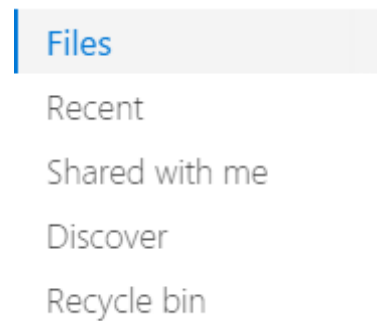 Files
Recent
Shared with me
Discover
Recycle bin